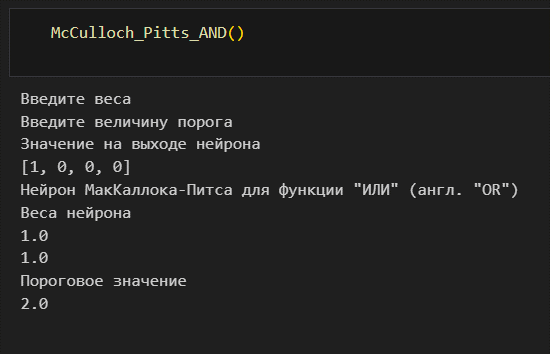 McCulloch_Pitts_AND()
Введите веса
Введите величину порога
Значение на выходе нейрона
[1, 0, 0, 0]
Нейрон МакКаллока-Питса для функции "ИЛИ" (англ. "OR")
Веса нейрона
1.0
1.0
Пороговое значение
2.0